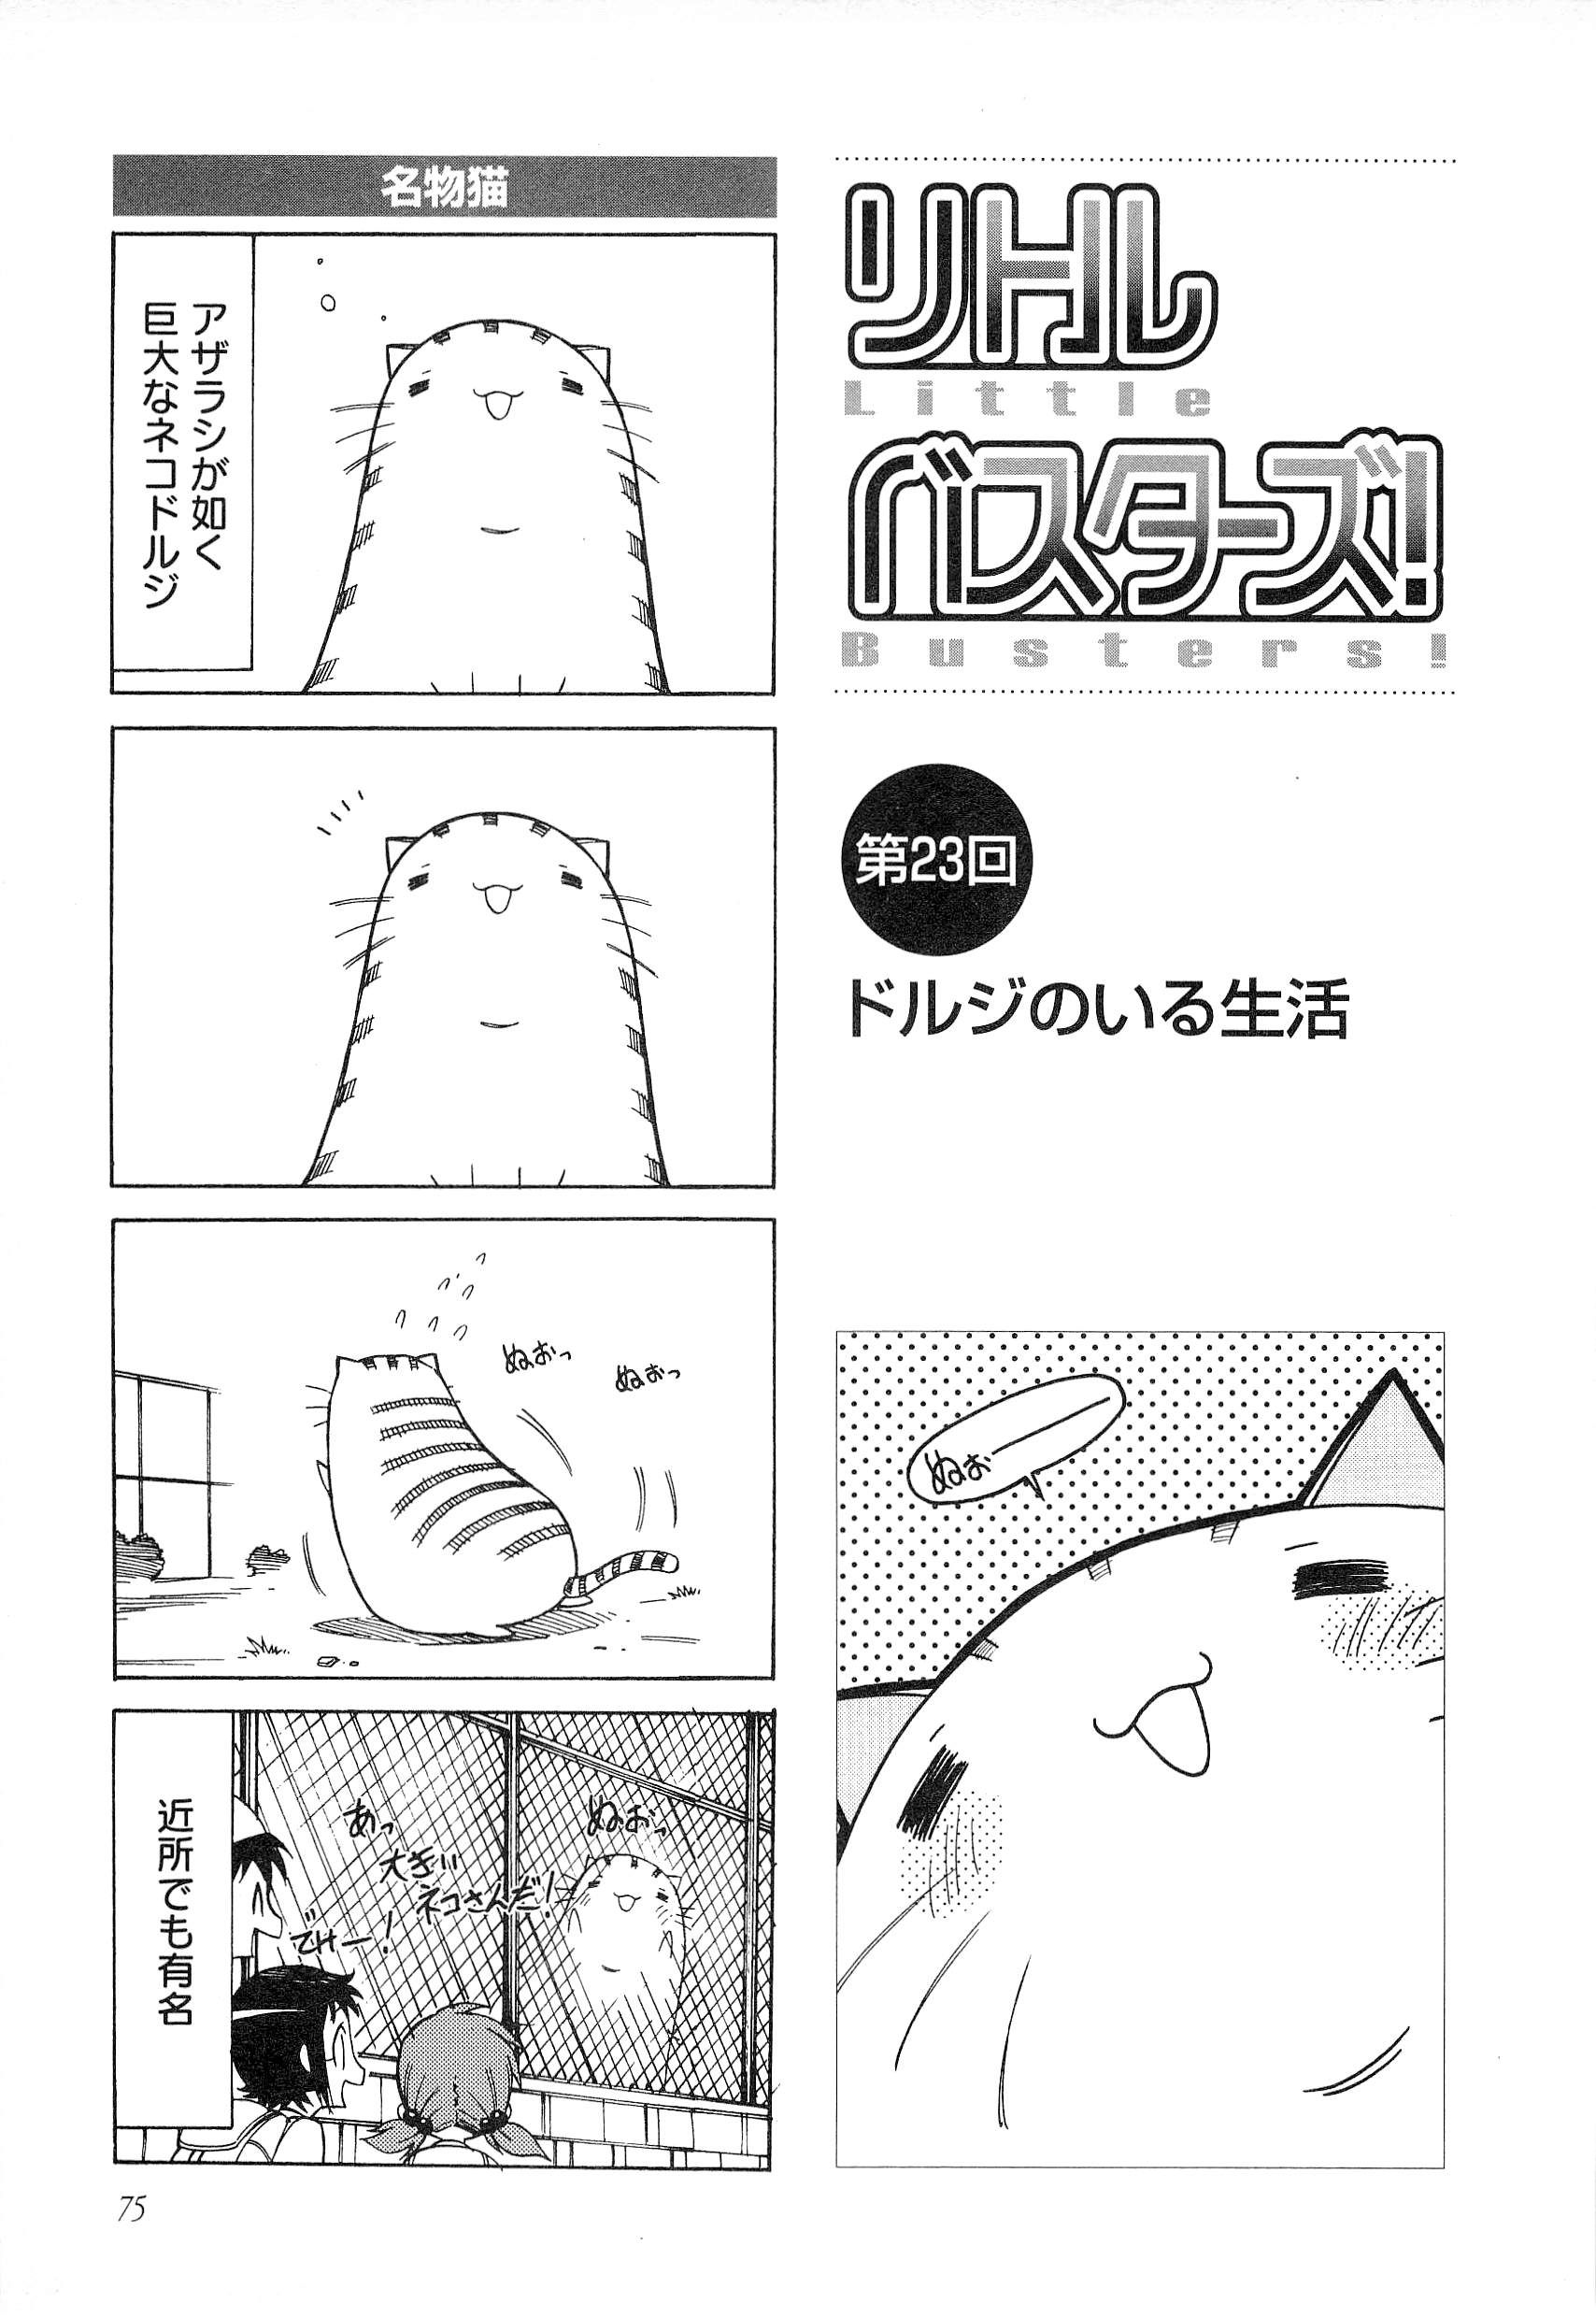 リトル
Little
バスターズ!
Busters!
第23回
ドルジのいる生活
ぬお――
名物猫
アザラシが如く
巨大なネコドルジ
ぬおっ
ぬおっ
ぬおっ
あっ
大きい
ネコさんだ!
でけー!
近所でも有名
75